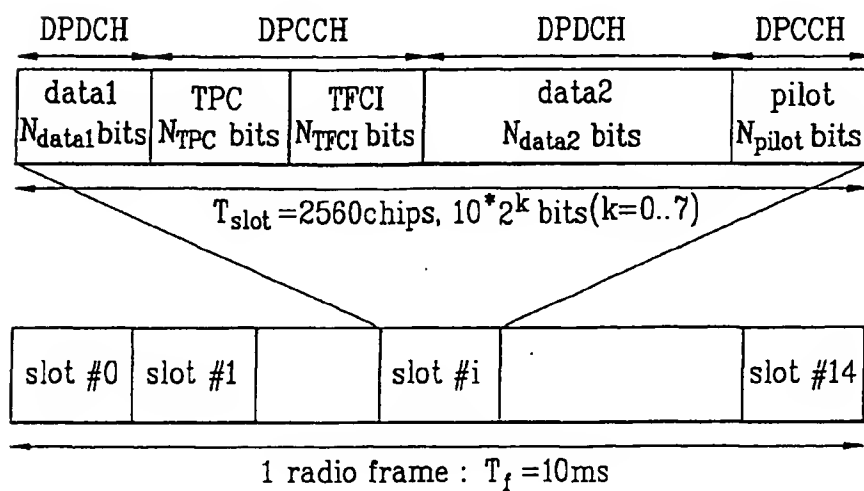 DPDCH DPCCH DPDCH DPCCH
data1 TPC TFCI data2 pilot
N_data1 bits N_TPC bits N_TFCI bits N_data2 bits N_pilot bits
T_slot =2560chips, 10*2^k bits(k=0..7)
slot #0 slot #1 slot #i slot #14
1 radio frame : T_f =10ms